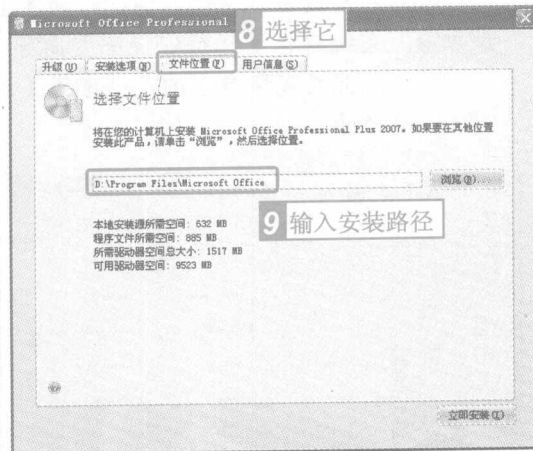 Microsoft Office Professional
8 选择它
升级(U) 安装选项(N) 文件位置(F) 用户信息(S)
选择文件位置
将在您的计算机上安装 Microsoft Office Professional Plus 2007。如果要在其他位置
安装此产品，请单击“浏览”，然后选择位置。
D:\Program Files\Microsoft Office
浏览(B)...
9 输入安装路径
本地安装源所需空间: 632 MB
程序文件所需空间: 885 MB
所需驱动器空间总大小: 1517 MB
可用驱动器空间: 9523 MB
立即安装(I)